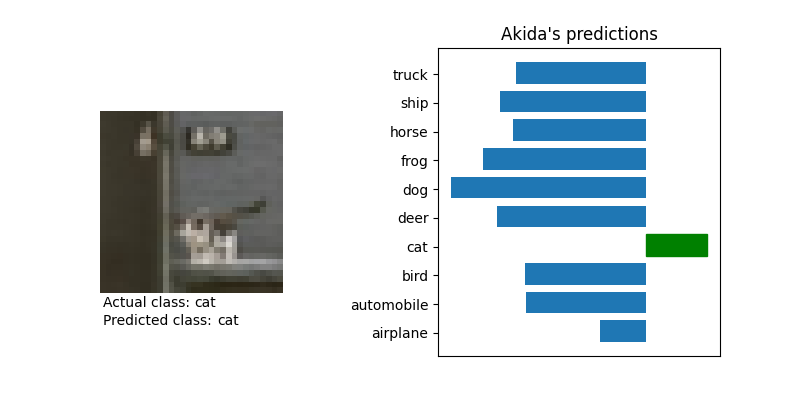 Akida's predictions
truck
ship
horse
frog
dog
deer
cat
bird
automobile
airplane
Actual class: cat
Predicted class: cat